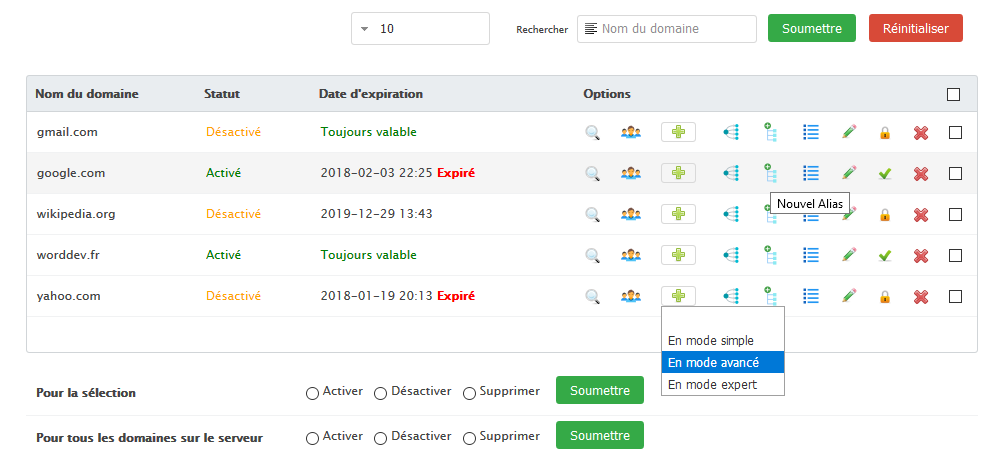 10 Rechercher Nom du domaine Soumettre Réinitialiser
Nom du domaine Statut Date d'expiration Options
gmail.com Désactivé Toujours valable
google.com Activé 2018-02-03 22:25 Expiré
Nouvel Alias
wikipedia.org Désactivé 2019-12-29 13:43
worddev.fr Activé Toujours valable
yahoo.com Désactivé 2018-01-19 20:13 Expiré
En mode simple
En mode avancé
En mode expert
Pour la sélection Activer Désactiver Supprimer Soumettre
Pour tous les domaines sur le serveur Activer Désactiver Supprimer Soumettre